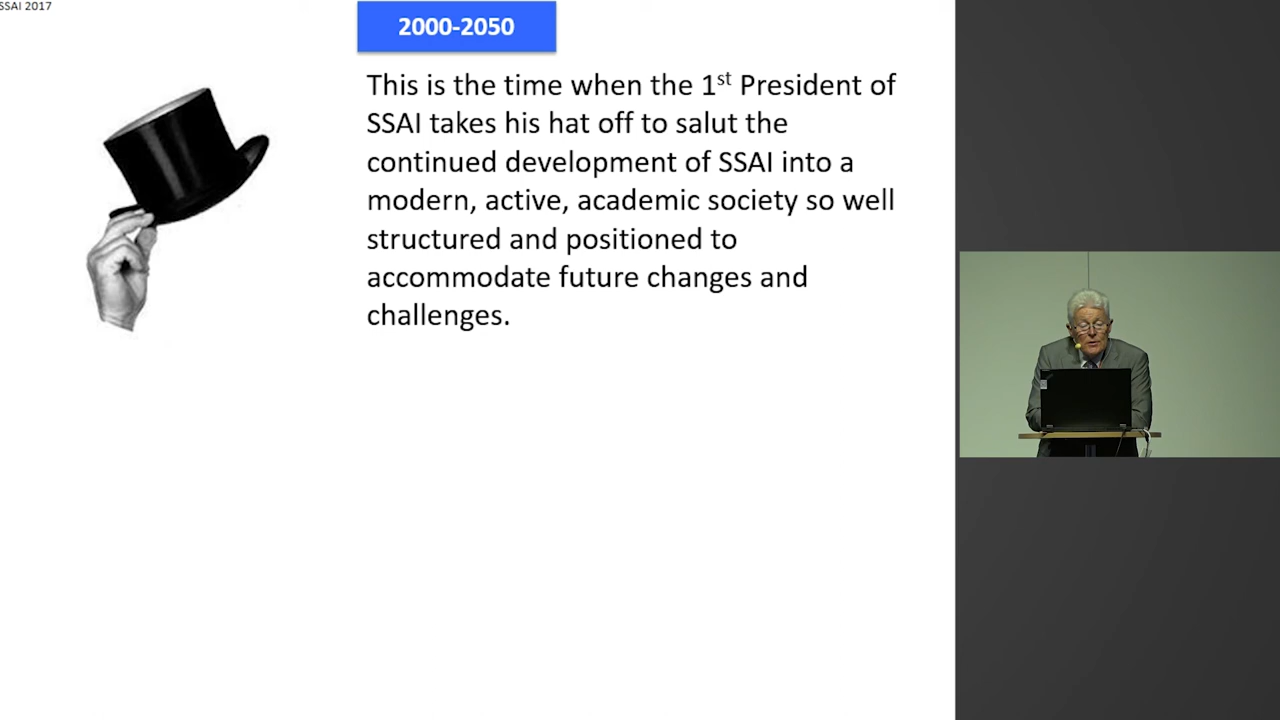 SSAI 2017
2000-2050
This is the time when the 1st President of
SSAI takes his hat off to salut the
continued development of SSAI into a
modern, active, academic society so well
structured and positioned to
accommodate future changes and
challenges.